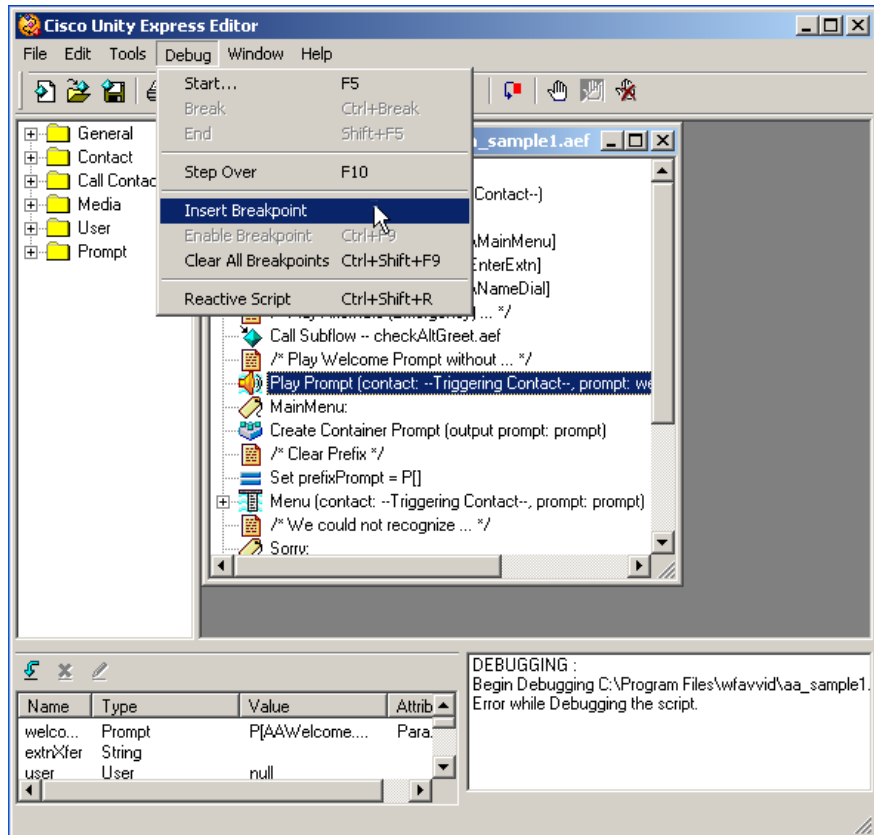 Cisco Unity Express Editor
File Edit Tools Debug Window Help
Start... F5
Break Ctrl+Break
End Shift+F5
Step Over F10
Insert Breakpoint
Enable Breakpoint Ctrl+F9
Clear All Breakpoints Ctrl+Shift+F9
Reactive Script Ctrl+Shift+R
General
Contact
Call Contac
Media
User
Prompt
_sample1.aef
Contact--)
MainMenu]
EnterExtn]
NameDial]
/* Play Alternate (Emergency) ... */
Call Subflow -- checkAltGreet.aef
/* Play Welcome Prompt without ... */
Play Prompt (contact: --Triggering Contact--, prompt: we
MainMenu:
Create Container Prompt (output prompt: prompt)
/* Clear Prefix */
Set prefixPrompt = P[]
Menu (contact: --Triggering Contact--, prompt: prompt)
/* We could not recognize ... */
Sorry:
Name Type Value Attrib
welco... Prompt P[AAWelcome.... Para.
extnXfer String
user User null
DEBUGGING :
Begin Debugging C:\Program Files\wfavvid\aa_sample1.
Error while Debugging the script.